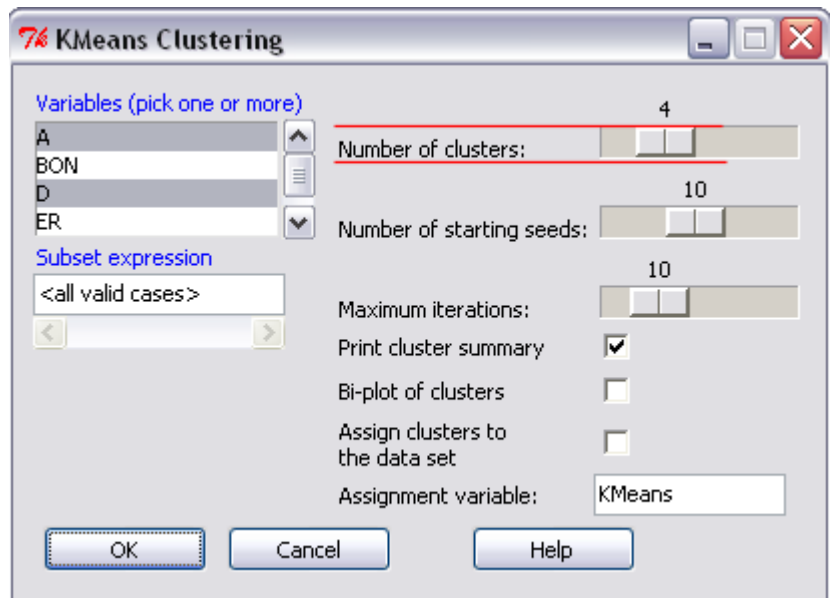 KMeans Clustering
Variables (pick one or more)
A
BON
D
ER
Subset expression
<all valid cases>
4
Number of clusters:
10
Number of starting seeds:
10
Maximum iterations:
Print cluster summary
Bi-plot of clusters
Assign clusters to
the data set
Assignment variable: KMeans
OK Cancel Help